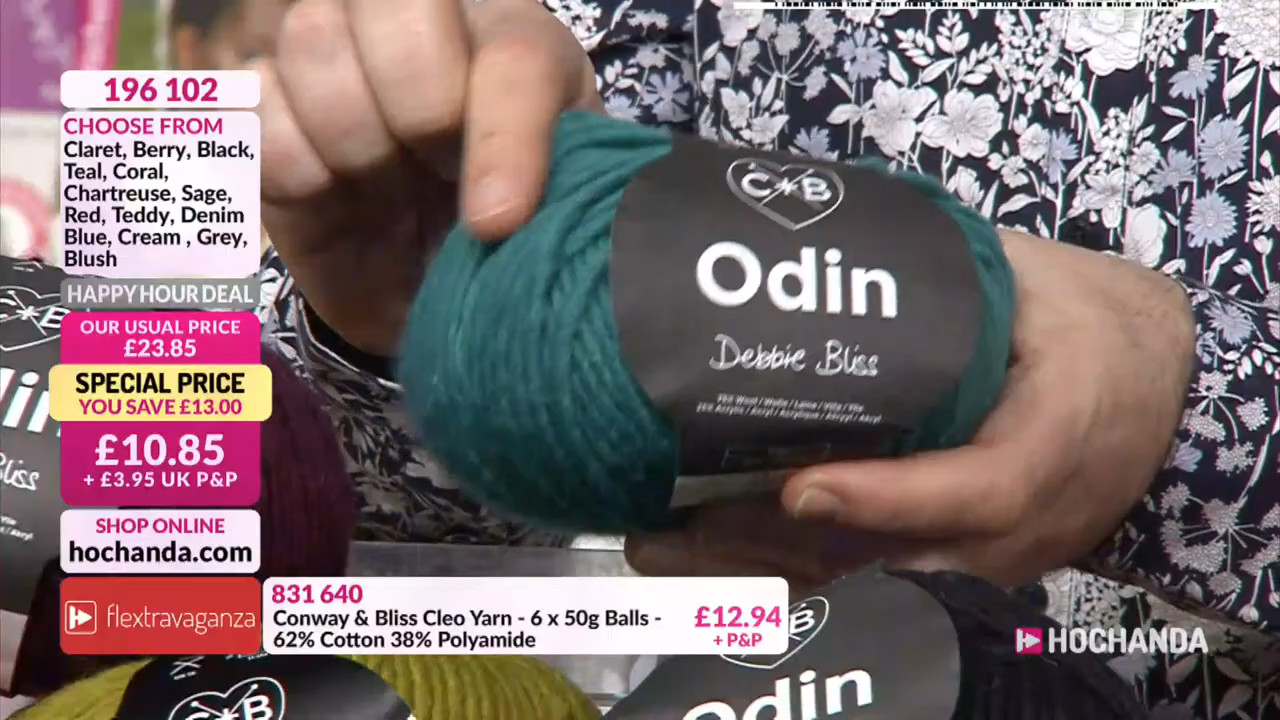 196 102
CHOOSE FROM
Claret, Berry, Black,
Teal, Coral,
Chartreuse, Sage,
Red, Teddy, Denim
Blue, Cream , Grey,
Blush
HAPPY HOUR DEAL
OUR USUAL PRICE
£23.85
SPECIAL PRICE
YOU SAVE £13.00
£10.85
+ £3.95 UK P&P
SHOP ONLINE
hochanda.com
flextravaganza
831 640
Conway & Bliss Cleo Yarn - 6 x 50g Balls -
62% Cotton 38% Polyamide
£12.94
+ P&P
HOCHANDA
C B
Odin
Debbie Bliss
Bliss
C B
B
Odin